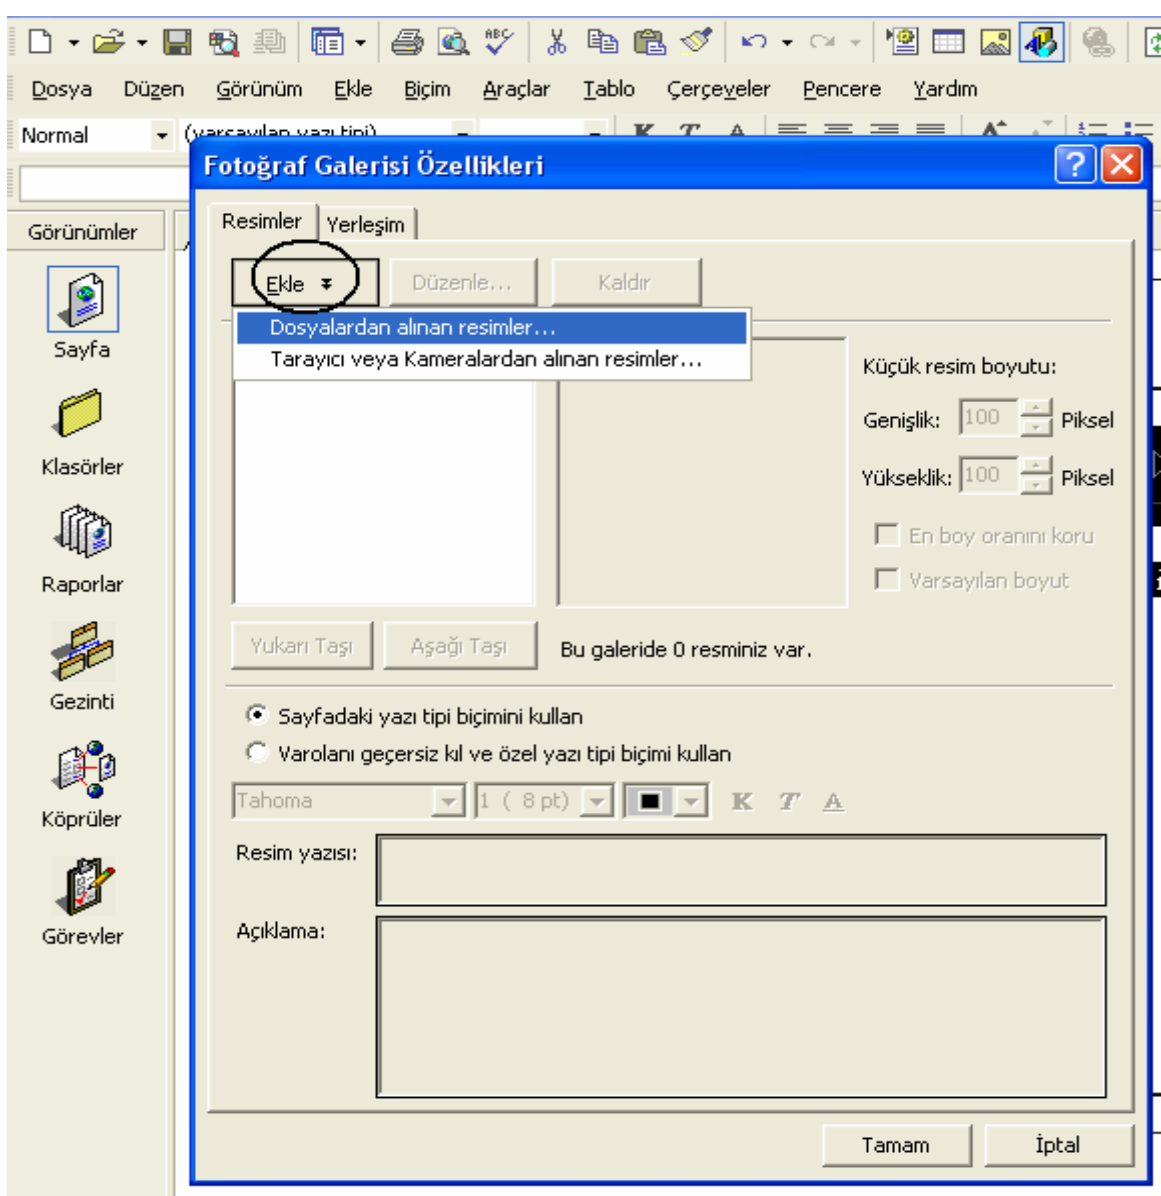 Dosya Düzen Görünüm Ekle Biçim Araçlar Tablo Çerçeveler Pencere Yardım
Normal (varsayılan yazı tipi) K T A
Fotoğraf Galerisi Özellikleri
Görünümler
Resimler Yerleşim
Ekle Düzenle... Kaldır
Dosyalardan alınan resimler...
Tarayıcı veya Kameralardan alınan resimler...
Sayfa
Küçük resim boyutu:
Genişlik: 100 Piksel
Klasörler
Yükseklik: 100 Piksel
En boy oranını koru
Raporlar
Varsayılan boyut
Yukarı Taşı Aşağı Taşı Bu galeride 0 resminiz var.
Gezinti
Sayfadaki yazı tipi biçimini kullan
Varolanı geçersiz kıl ve özel yazı tipi biçimi kullan
Tahoma 1 ( 8 pt) K T A
Köprüler
Resim yazısı:
Açıklama:
Görevler
Tamam İptal